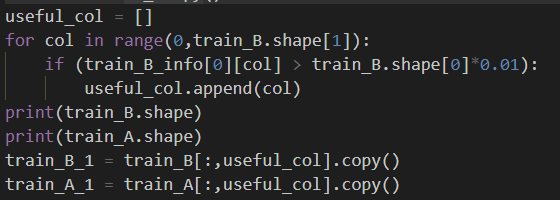 useful_col = []
for col in range(0,train_B.shape[1]):
    if (train_B_info[0][col] > train_B.shape[0]*0.01):
        useful_col.append(col)
print(train_B.shape)
print(train_A.shape)
train_B_1 = train_B[:,useful_col].copy()
train_A_1 = train_A[:,useful_col].copy()